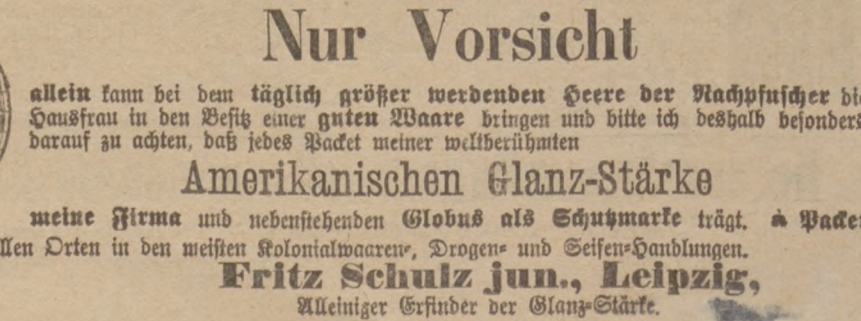 Nur Vorsicht
allein kann bei dem täglich größer werdenden Heere der Nachpfuscher die
Hausfrau in den Besitz einer guten Waare bringen und bitte ich deshalb besonders
darauf zu achten, daß jedes Packet meiner weltberühmten
Amerikanischen Glanz-Stärke
meine Firma und nebenstehenden Globus als Schutzmarke trägt. à Packet
allen Orten in den meisten Kolonialwaaren-, Drogen- und Seifen-Handlungen.
Fritz Schulz jun., Leipzig,
Alleiniger Erfinder der Glanz-Stärke.